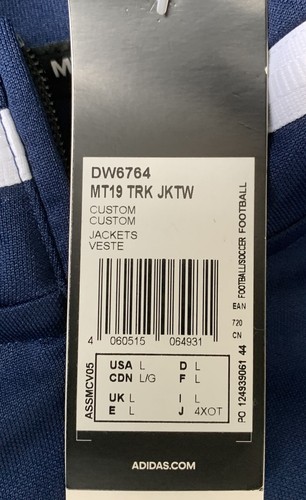 M
DW6764
MT19 TRK JKTW
CUSTOM
CUSTOM
JACKETS
VESTE
4 060515 064931
USA L D L
CDN L/G F L
UK L I L
E L J 4XOT
ASSMCV05
FOOTBALL/SOCCER FOOTBALL
EAN
720
CN
PO 124939061 44
ADIDAS.COM